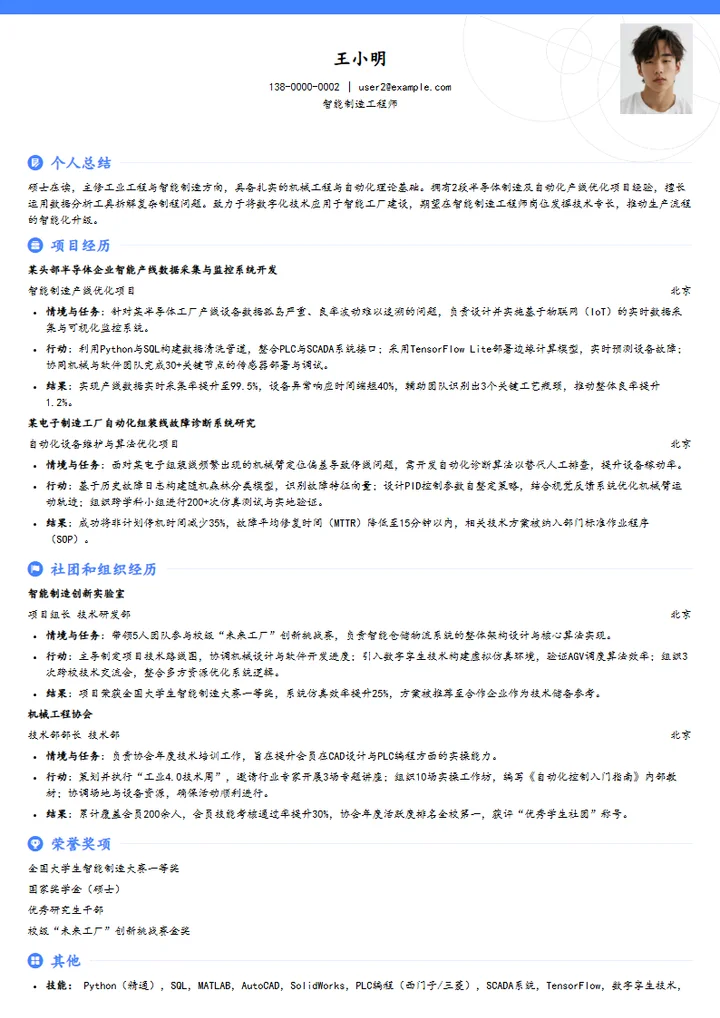 王小明
138-0000-0002 | user2@example.com
智能制造工程师
个人总结
硕士在读，主修工业工程与智能制造方向，具备扎实的机械工程与自动化理论基础。拥有2段半导体制造及自动化产线优化项目经验，擅长
运用数据分析工具拆解复杂制程问题。致力于将数字化技术应用于智能工厂建设，期望在智能制造工程师岗位发挥技术专长，推动生产流程
的智能化升级。
项目经历
某头部半导体企业智能产线数据采集与监控系统开发
智能制造产线优化项目 北京
• 情境与任务：针对某半导体工厂产线设备数据孤岛严重、良率波动难以追溯的问题，负责设计并实施基于物联网（IoT）的实时数据采
集与可视化监控系统。
• 行动：利用Python与SQL构建数据清洗管道，整合PLC与SCADA系统接口；采用TensorFlow Lite部署边缘计算模型，实时预测设备故障；
协同机械与软件团队完成30+关键节点的传感器部署与调试。
• 结果：实现产线数据实时采集率提升至99.5%，设备异常响应时间缩短40%，辅助团队识别出3个关键工艺瓶颈，推动整体良率提升
1.2%。
某电子制造工厂自动化组装线故障诊断系统研究
自动化设备维护与算法优化项目 北京
• 情境与任务：面对某电子组装线频繁出现的机械臂定位偏差导致停线问题，需开发自动化诊断算法以替代人工排查，提升设备稼动率。
• 行动：基于历史故障日志构建随机森林分类模型，识别故障特征向量；设计PID控制参数自整定策略，结合视觉反馈系统优化机械臂运
动轨迹；组织跨学科小组进行200+次仿真测试与实地验证。
• 结果：成功将非计划停机时间减少35%，故障平均修复时间（MTTR）降低至15分钟以内，相关技术方案被纳入部门标准作业程序
（SOP）。
社团和组织经历
智能制造创新实验室
项目组长 技术研发部 北京
• 情境与任务：带领5人团队参与校级“未来工厂”创新挑战赛，负责智能仓储物流系统的整体架构设计与核心算法实现。
• 行动：主导制定项目技术路线图，协调机械设计与软件开发进度；引入数字孪生技术构建虚拟仿真环境，验证AGV调度算法效率；组织3
次跨校技术交流会，整合多方资源优化系统逻辑。
• 结果：项目荣获全国大学生智能制造大赛一等奖，系统仿真效率提升25%，方案被推荐至合作企业作为技术储备参考。
机械工程协会
技术部部长 技术部 北京
• 情境与任务：负责协会年度技术培训工作，旨在提升会员在CAD设计与PLC编程方面的实操能力。
• 行动：策划并执行“工业4.0技术周”，邀请行业专家开展3场专题讲座；组织10场实操工作坊，编写《自动化控制入门指南》内部教
材；协调场地与设备资源，确保活动顺利进行。
• 结果：累计覆盖会员200余人，会员技能考核通过率提升30%，协会年度活跃度排名全校第一，获评“优秀学生社团”称号。
荣誉奖项
全国大学生智能制造大赛一等奖
国家奖学金（硕士）
优秀研究生干部
校级“未来工厂”创新挑战赛金奖
其他
• 技能： Python（精通），SQL，MATLAB，AutoCAD，SolidWorks，PLC编程（西门子/三菱），SCADA系统，TensorFlow，数字孪生技术，